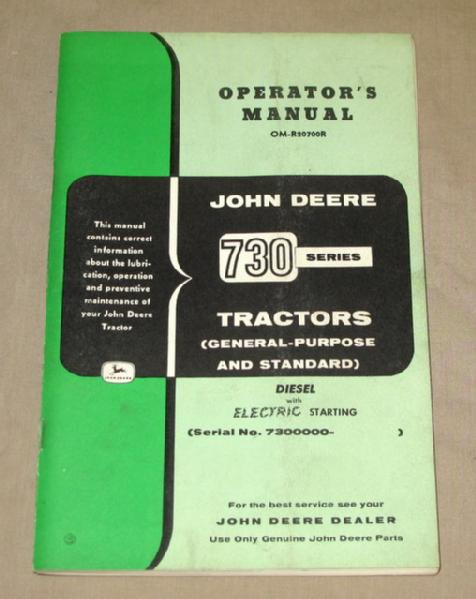 OPERATOR'S
MANUAL
OM-R20700R
This manual
contains correct
information
about the lubri-
cation, operation
and preventive
maintenance of
your John Deere
Tractor
JOHN DEERE
JOHN DEERE
730 SERIES
TRACTORS
(GENERAL-PURPOSE
AND STANDARD)
DIESEL
with
ELECTRIC STARTING
(Serial No. 7300000- )
For the best service see your
JOHN DEERE DEALER
Use Only Genuine John Deere Parts